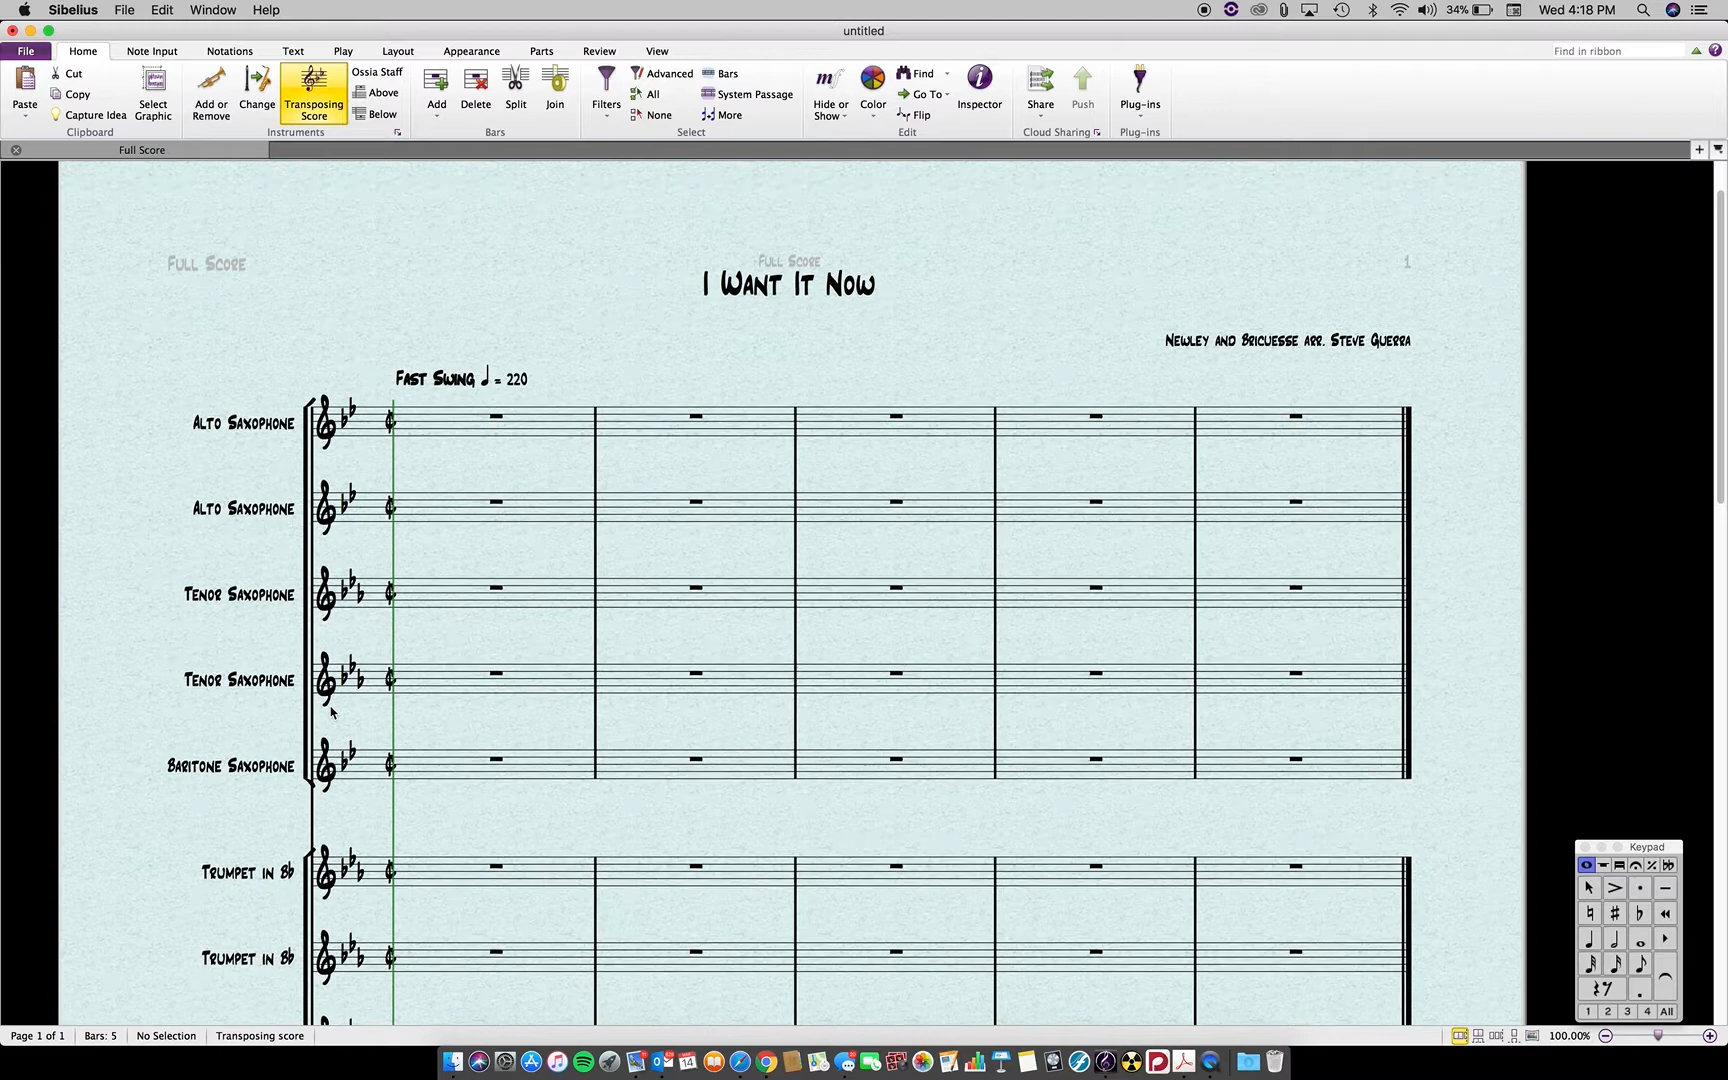 Sibelius File Edit Window Help 34% Wed 4:18 PM
untitled
File Home Note Input Notations Text Play Layout Appearance Parts Review View Find in ribbon
Paste Cut Copy Capture Idea Select Graphic Add or Remove Change Transposing Score Ossia Staff Above Below Add Delete Split Join Filters Advanced All None Bars System Passage More Hide or Show Color Find Go To Flip Inspector Share Push Plug-ins
Clipboard Instruments Bars Select Edit Cloud Sharing Plug-ins
Full Score
Full Score Full Score 1
I Want It Now
Newley and Bricuesse arr. Steve Guerra
Fast Swing ♩ = 220
Alto Saxophone
Alto Saxophone
Tenor Saxophone
Tenor Saxophone
Baritone Saxophone
Trumpet in B♭
Trumpet in B♭
Keypad
1 2 3 4 All
Page 1 of 1 Bars: 5 No Selection Transposing score 100.00%